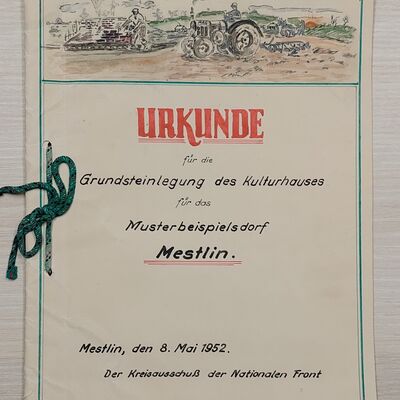 URKUNDE
für die
Grundsteinlegung des Kulturhauses
für das
Musterbeispielsdorf
Mestlin.
Mestlin, den 8. Mai 1952.
Der Kreisausschuß der Nationalen Front